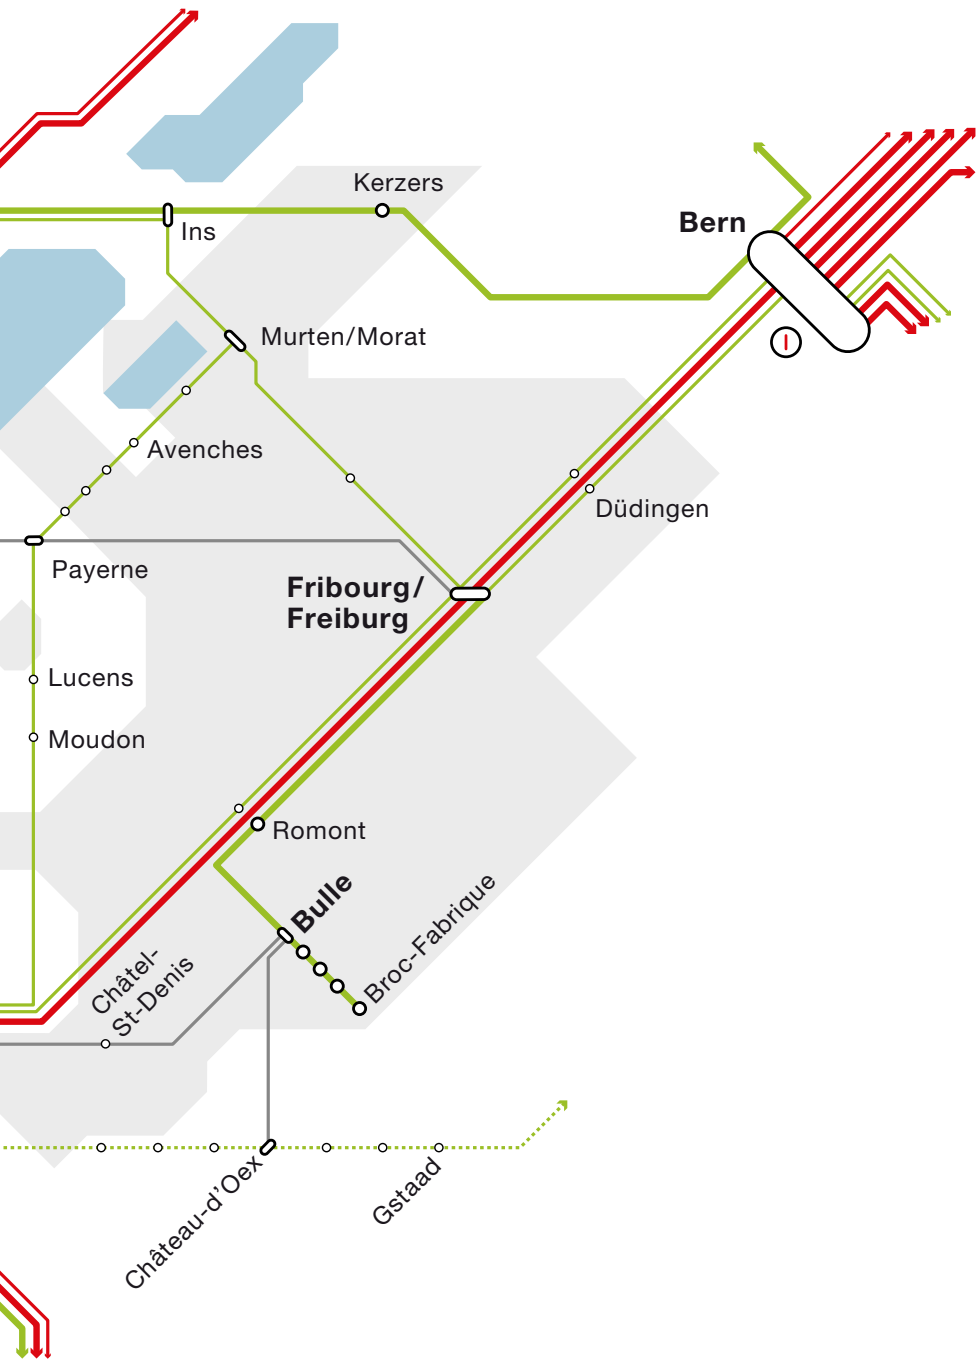 Kerzers
Bern
Ins
Murten/Morat
I
Avenches
Düdingen
Payerne
Fribourg/
Freiburg
Lucens
Moudon
Romont
Bulle
Broc-Fabrique
Châtel-
St-Denis
Château-d'Oex
Gstaad